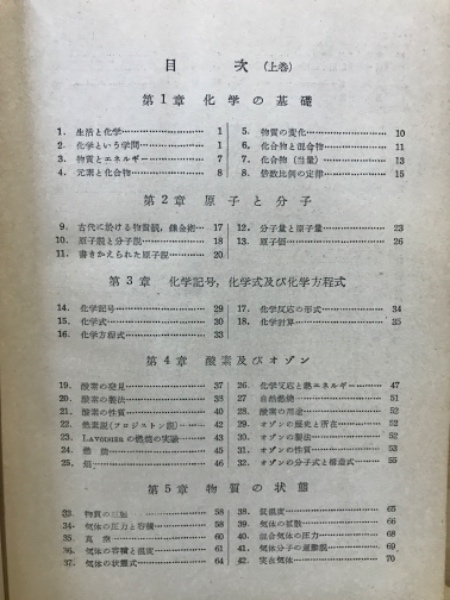 目 次 (上巻)
第1章 化学の基礎
1. 生活と化学 1
2. 化学という学問 1
3. 物質とエネルギー 7
4. 元素と化合物 8
5. 物質の変化 10
6. 化合物と混合物 11
7. 化合物(当量) 13
8. 倍数比例の定律 15
第2章 原子と分子
9. 古代に於ける物質観,錬金術 17
10. 原子説と分子説 18
11. 書きかえられた原子説 20
12. 分子量と原子量 23
13. 原子価 26
第3章 化学記号,化学式及び化学方程式
14. 化学記号 29
15. 化学式 30
16. 化学方程式 33
17. 化学反応の形式 34
18. 化学計算 35
第4章 酸素及びオゾン
19. 酸素の発見 37
20. 酸素の製法 38
21. 酸素の性質 40
22. 燃素説(フロジストン説) 42
23. Lavoisierの燃焼の実験 43
24. 燃焼 45
25. 焔 46
26. 化学反応と熱エネルギー 47
27 自然燃焼 51
28. 酸素の用途 52
29. オゾンの歴史と所在 52
30. オゾンの製法 52
31. オゾンの性質 53
32. オゾンの分子式と構造式 55
第5章 物質の状態
33. 物質の三態 58
34. 気体の圧力と容積 58
35. 真空 60
36. 気体の容積と温度 61
37. 気体の状態式 64
38. 低温度 65
39. 気体の拡散 66
40. 混合気体の圧力 68
41. 気体分子の運動説 69
42. 実在気体 70